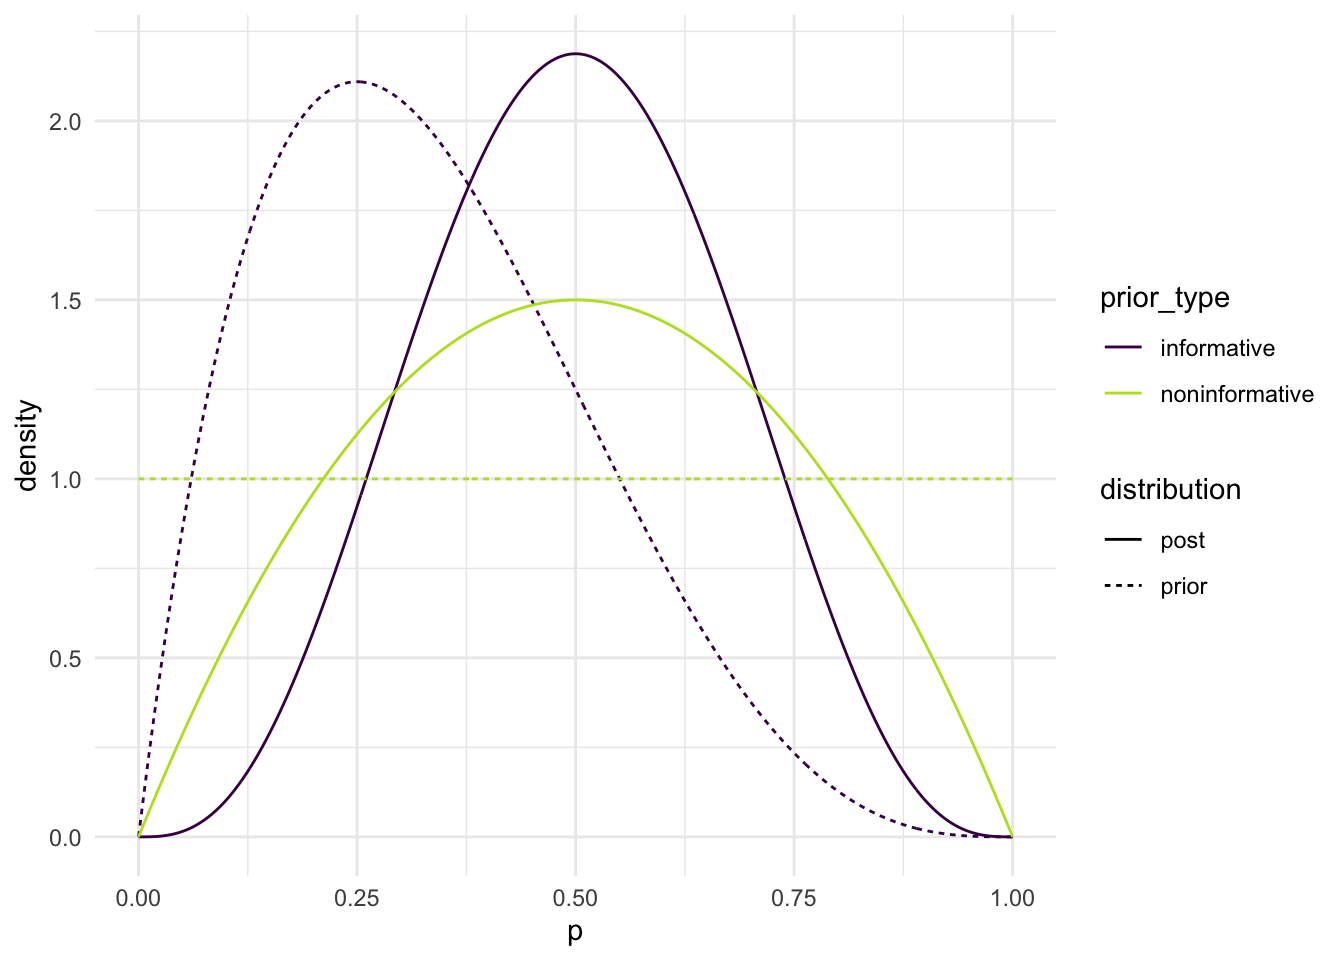 2.0
1.5
1.0
0.5
0.0
density
0.00 0.25 0.50 0.75 1.00
p
prior_type
informative
noninformative
distribution
post
prior